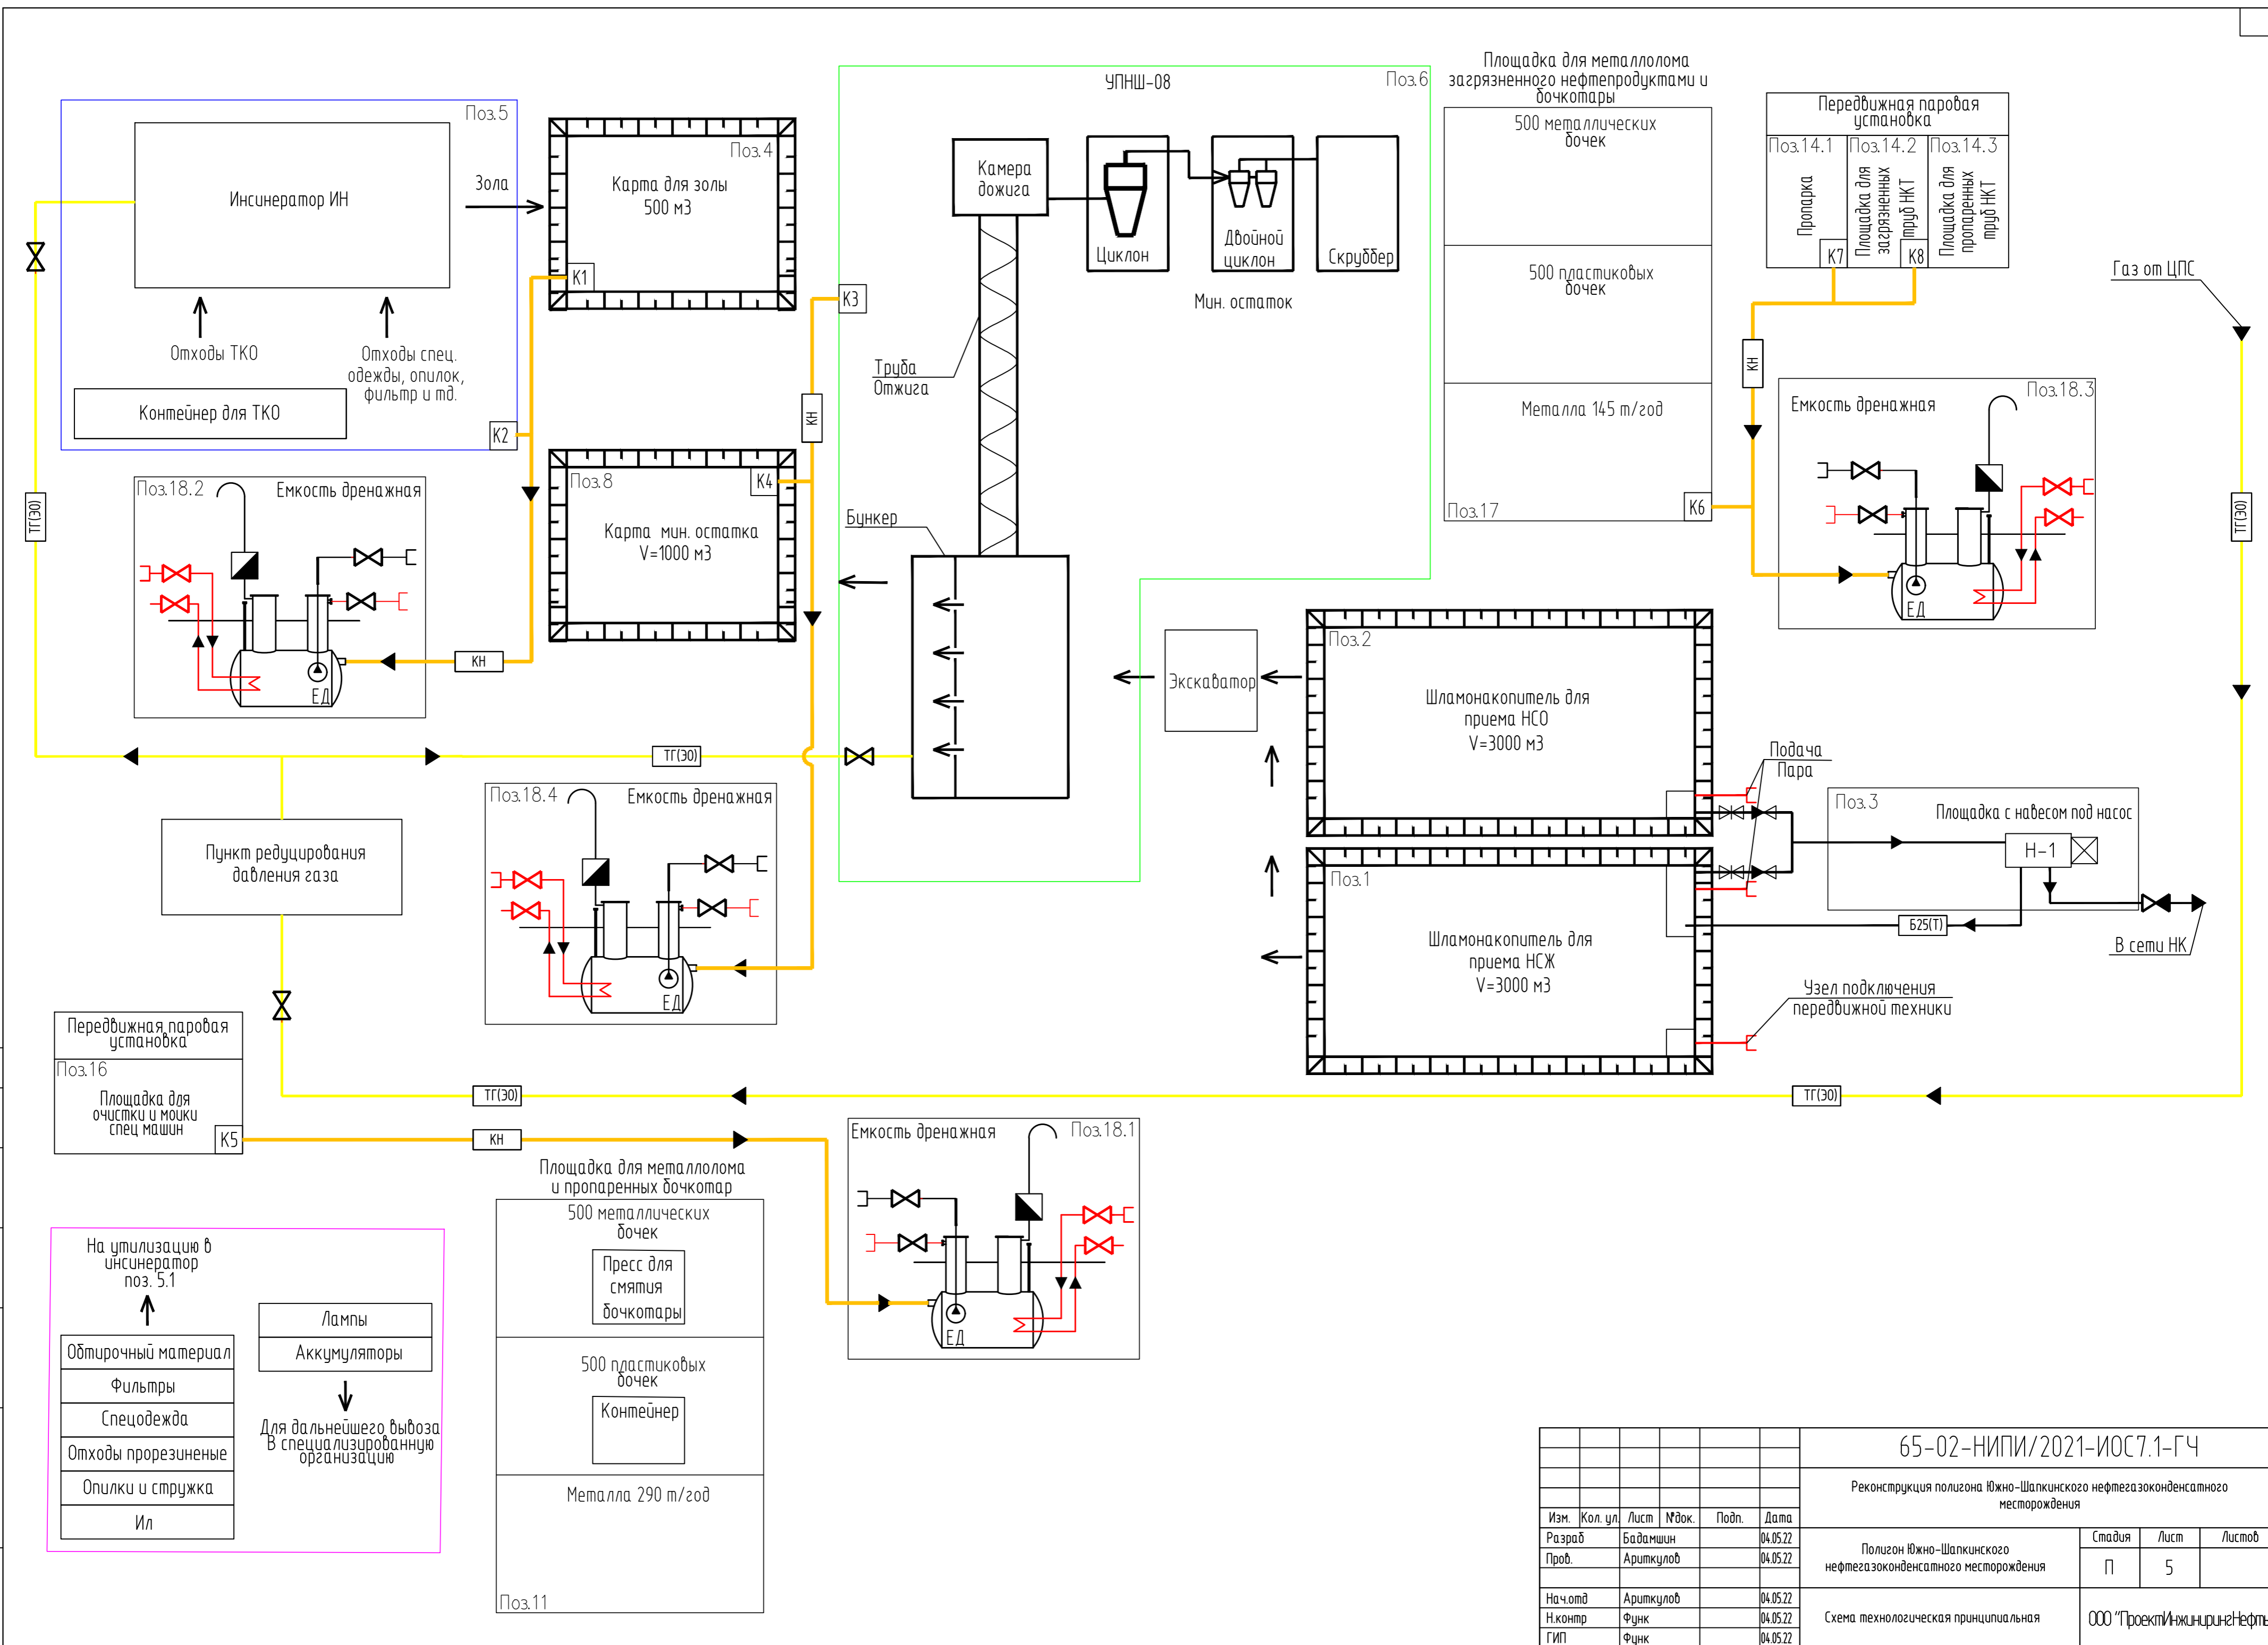 Поз.5
Инсинератор ИН
Зола
Отходы ТКО
Отходы спец.
одежды, опилок,
фильтр и тд.
Контейнер для ТКО
К2
ТГ(ЭО)
Поз.4
Карта для золы
500 м3
К1
Поз.8
К4
Карта мин. остатка
V=1000 м3
КН
К3
УПНШ-08
Поз.6
Камера
дожига
Циклон
Двойной
циклон
Скруббер
Мин. остаток
Труба
Отжига
Бункер
Площадка для металлолома
загрязненного нефтепродуктами и
бочкотары
500 металлических
бочек
500 пластиковых
бочек
Металла 145 т/год
Поз.17
К6
Передвижная паровая
установка
Поз.14.1
Поз.14.2
Поз.14.3
Пропарка
Площадка для
загрязненных
труб НКТ
Площадка для
пропаренных
труб НКТ
К7
К8
Газ от ЦПС
КН
Емкость дренажная
Поз.18.3
ЕД
ТГ(ЭО)
Поз.18.2
Емкость дренажная
ЕД
КН
ТГ(ЭО)
Экскаватор
Поз.2
Шламонакопитель для
приема НСО
V=3000 м3
Подача
Пара
Поз.3
Площадка с навесом под насос
Н-1
Б25(Т)
В сети НК
Поз.1
Шламонакопитель для
приема НСЖ
V=3000 м3
Узел подключения
передвижной техники
Пункт редуцирования
давления газа
Поз.18.4
Емкость дренажная
ЕД
Передвижная паровая
установка
Поз.16
Площадка для
очистки и мойки
спец машин
К5
ТГ(ЭО)
ТГ(ЭО)
КН
Емкость дренажная
Поз.18.1
ЕД
Площадка для металлолома
и пропаренных бочкотар
500 металлических
бочек
Пресс для
смятия
бочкотары
500 пластиковых
бочек
Контейнер
Металла 290 т/год
Поз.11
На утилизацию в
инсинератор
поз. 5.1
Обтирочный материал
Фильтры
Спецодежда
Отходы прорезиненые
Опилки и стружка
Ил
Лампы
Аккумуляторы
Для дальнейшего вывоза
В специализированную
организацию
65-02-НИПИ/2021-ИОС7.1-ГЧ
Реконструкция полигона Южно-Шапкинского нефтегазоконденсатного
месторождения
Изм. Кол. уч. Лист №док. Подп. Дата
Разраб Бадамшин 04.05.22
Пров. Ариткулов 04.05.22
Нач.отд Ариткулов 04.05.22
Н.контр Функ 04.05.22
ГИП Функ 04.05.22
Полигон Южно-Шапкинского
нефтегазоконденсатного месторождения
Стадия Лист Листов
П 5
Схема технологическая принципиальная
ООО "ПроектИнжинирингНефть